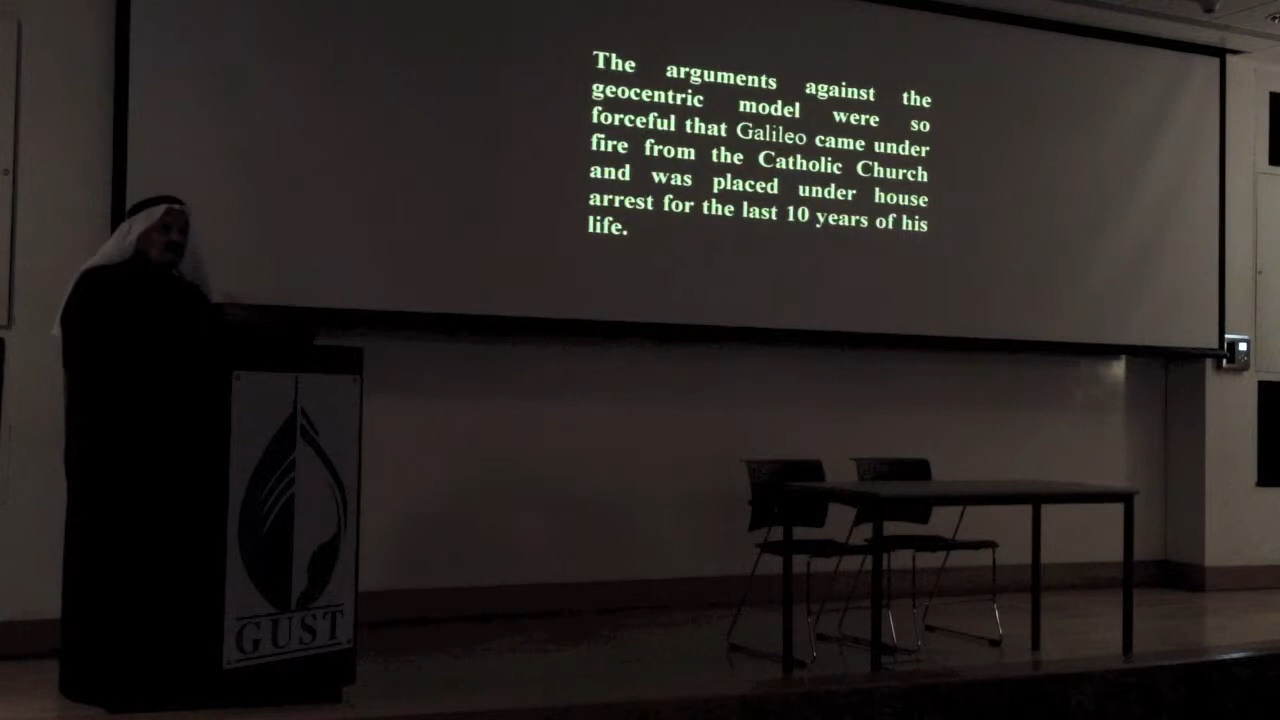 The arguments against the
geocentric model were so
forceful that Galileo came under
fire from the Catholic Church
and was placed under house
arrest for the last 10 years of his
life.
GUST